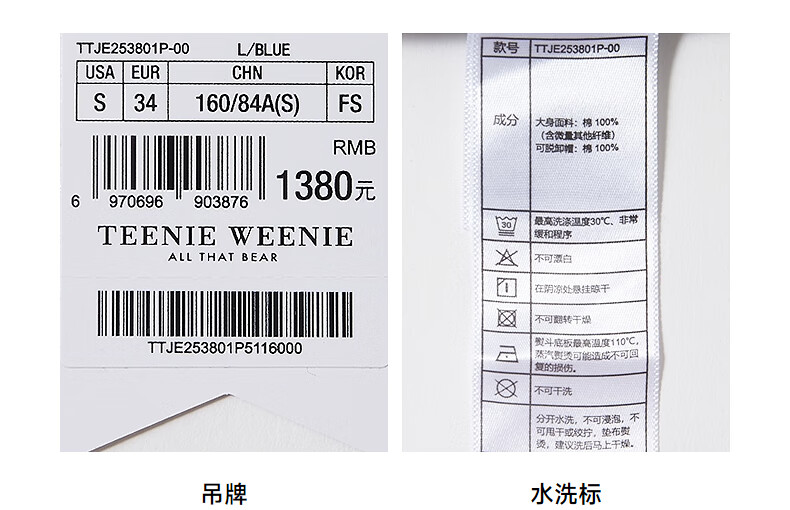 TTJE253801P-00 L/BLUE
USA EUR CHN KOR
S 34 160/84A(S) FS
RMB
1380元
6 970696 903876
TEENIE WEENIE
ALL THAT BEAR
TTJE253801P5116000
吊牌
款号 TTJE253801P-00
成分
大身面料：棉 100%
（含微量其他纤维）
可脱卸帽：棉 100%
30
最高洗涤温度30℃、非常
缓和程序
不可漂白
在阴凉处悬挂晾干
不可翻转干燥
熨斗底板最高温度110℃，
蒸汽熨烫可能造成不可回
复的损伤。
不可干洗
分开水洗，不可浸泡，不
可甩干或绞拧，垫布熨
烫，建议洗后马上干燥。
水洗标